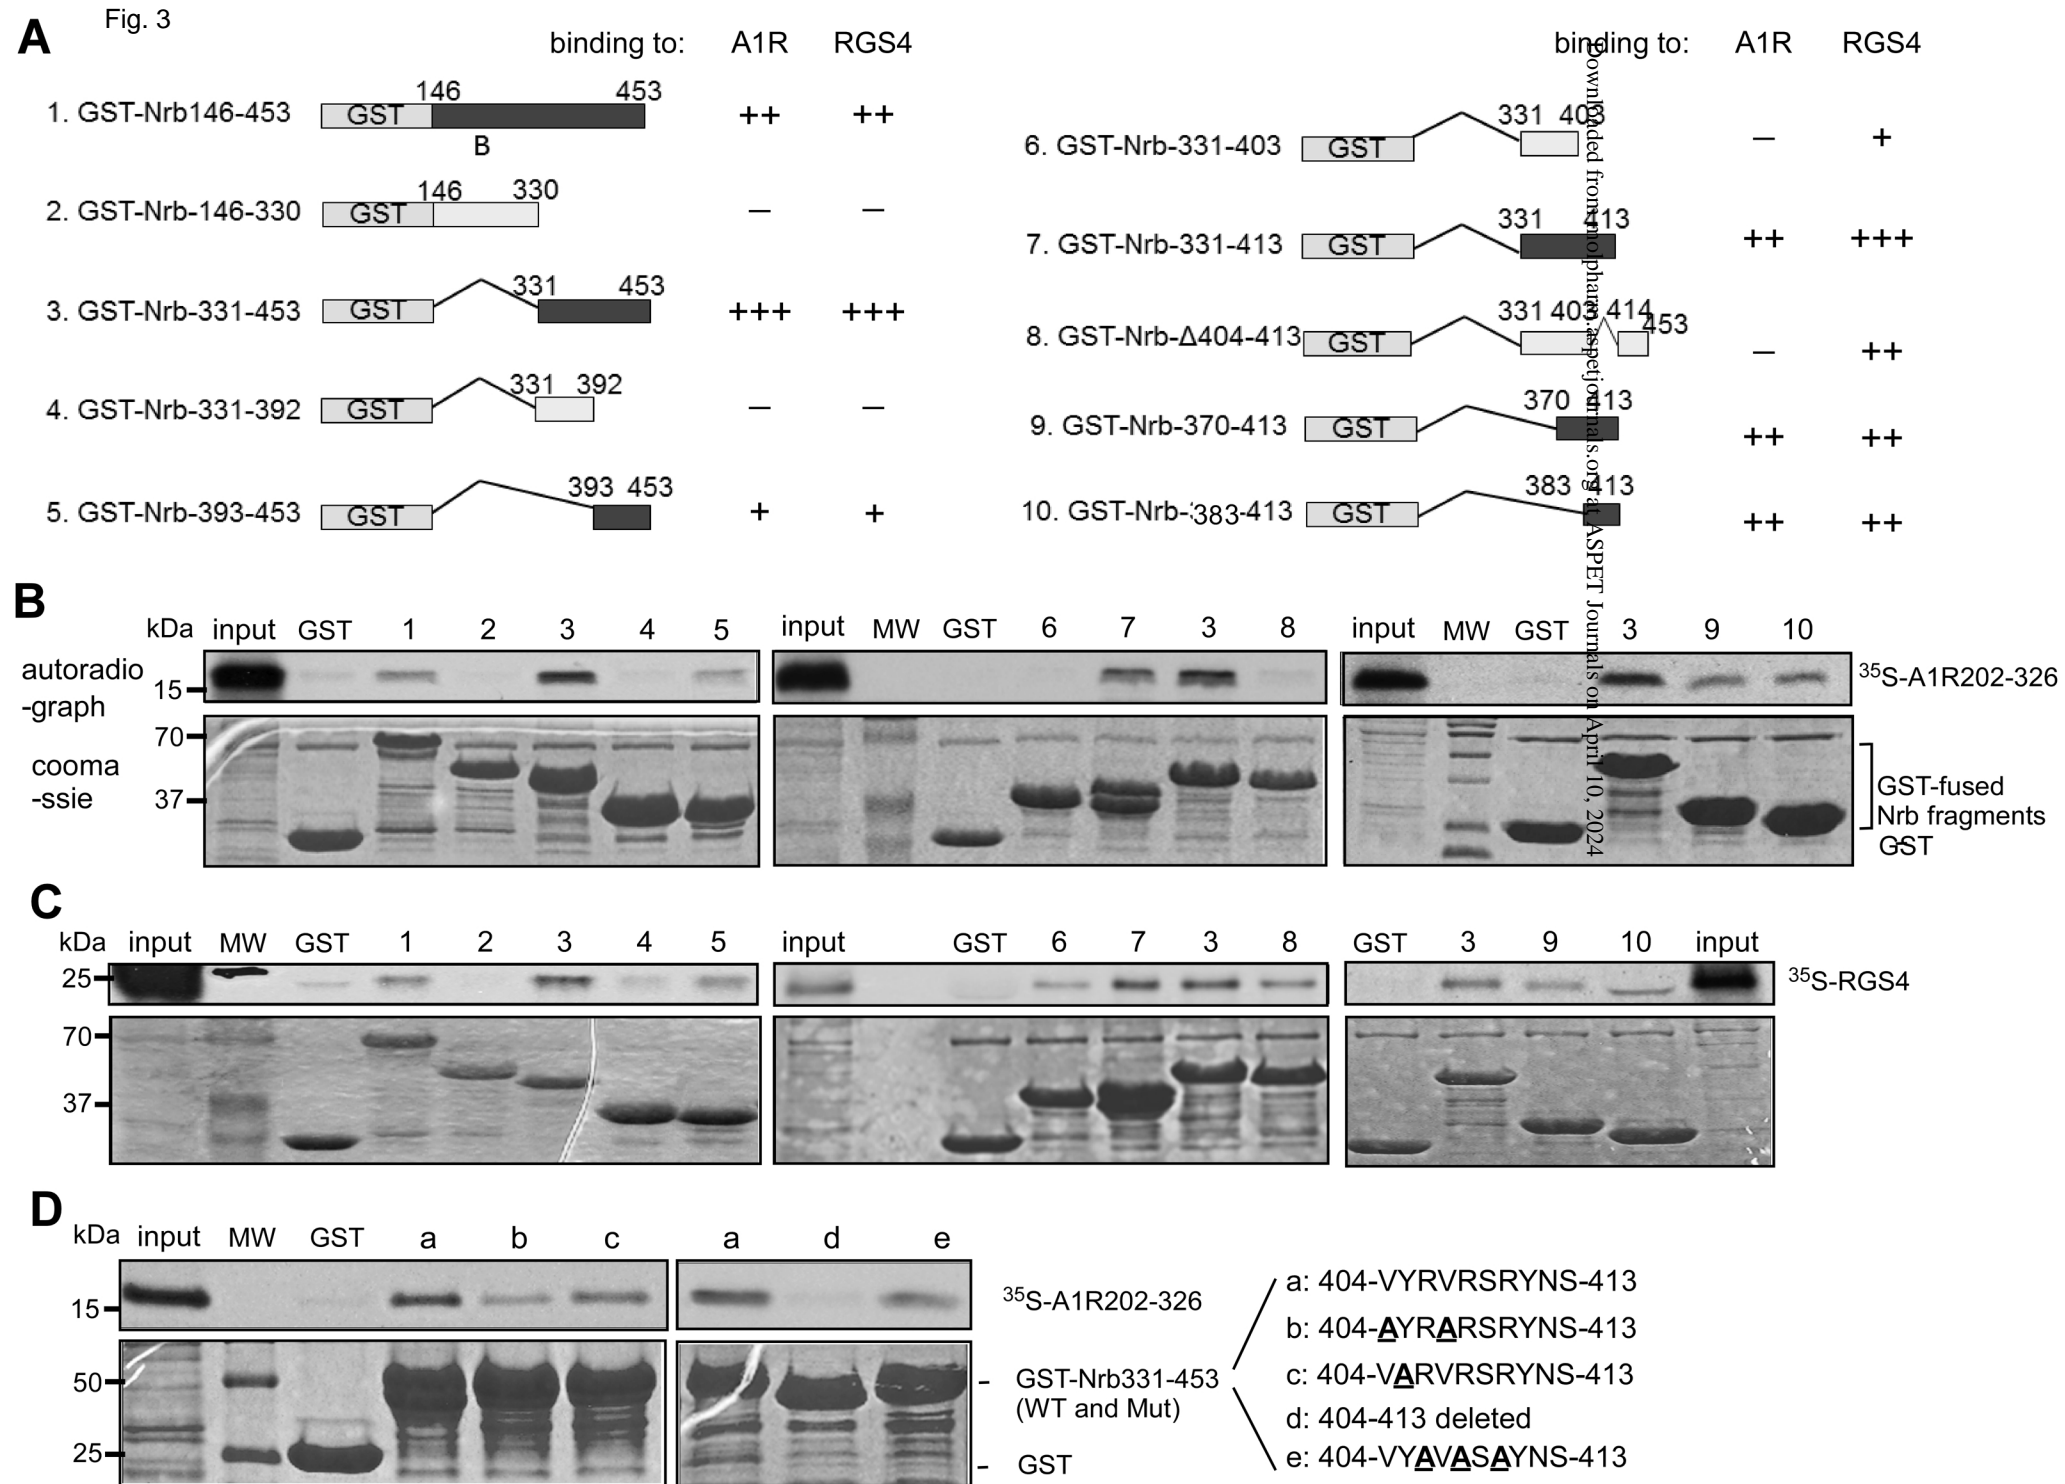 Fig. 3
A
binding to: A1R RGS4
1. GST-Nrb146-453 GST 146 453 ++ ++
B
2. GST-Nrb-146-330 GST 146 330 – –
3. GST-Nrb-331-453 GST 331 453 +++ +++
4. GST-Nrb-331-392 GST 331 392 – –
5. GST-Nrb-393-453 GST 393 453 + +
binding to: A1R RGS4
6. GST-Nrb-331-403 GST 331 403 – +
7. GST-Nrb-331-413 GST 331 413 ++ +++
8. GST-Nrb-Δ404-413 GST 331 403 414 453 – ++
9. GST-Nrb-370-413 GST 370 413 ++ ++
10. GST-Nrb-383-413 GST 383 413 ++ ++
Downloaded from molpharm.aspetjournals.org at ASPET Journals on April 10, 2024
B
kDa input GST 1 2 3 4 5
input MW GST 6 7 3 8
input MW GST 3 9 10
autoradio
-graph
15
35S-A1R202-326
70
cooma
-ssie
37
GST-fused
Nrb fragments
GST
C
kDa input MW GST 1 2 3 4 5
input GST 6 7 3 8
GST 3 9 10 input
25
35S-RGS4
70
37
D
kDa input MW GST a b c
a d e
15
35S-A1R202-326
50
GST-Nrb331-453
(WT and Mut)
25
GST
a: 404-VYRVRSRYNS-413
b: 404-AYRARSRYNS-413
c: 404-VARVRSRYNS-413
d: 404-413 deleted
e: 404-VYAVASAYNS-413